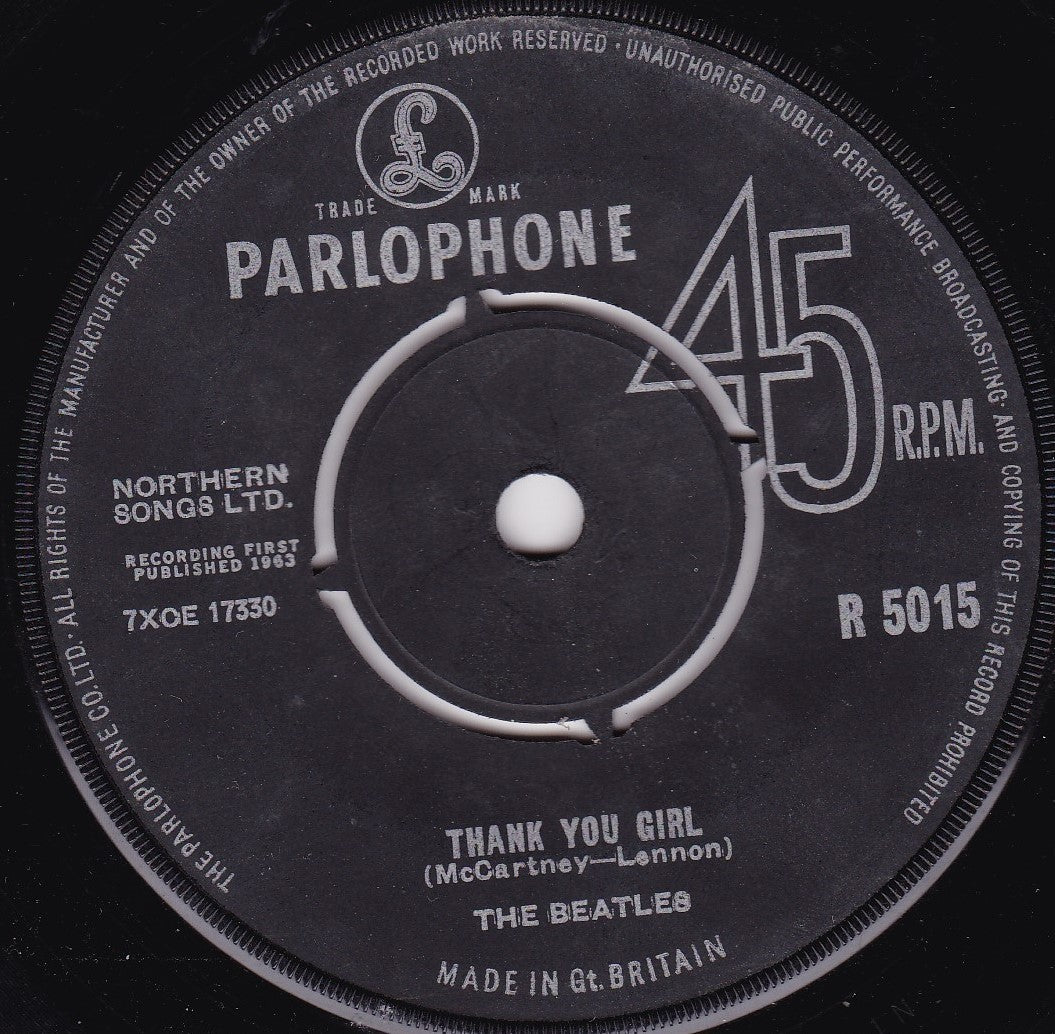 THE PARLOPHONE CO. LTD. · ALL RIGHTS OF THE MANUFACTURER AND OF THE OWNER OF THE RECORDED WORK RESERVED · UNAUTHORISED PUBLIC PERFORMANCE BROADCASTING · AND COPYING OF THIS RECORD PROHIBITED
£
TRADE MARK
PARLOPHONE
45 R.P.M.
NORTHERN
SONGS LTD.
RECORDING FIRST
PUBLISHED 1963
7XCE 17330
R 5015
THANK YOU GIRL
(McCartney—Lennon)
THE BEATLES
MADE IN Gt. BRITAIN